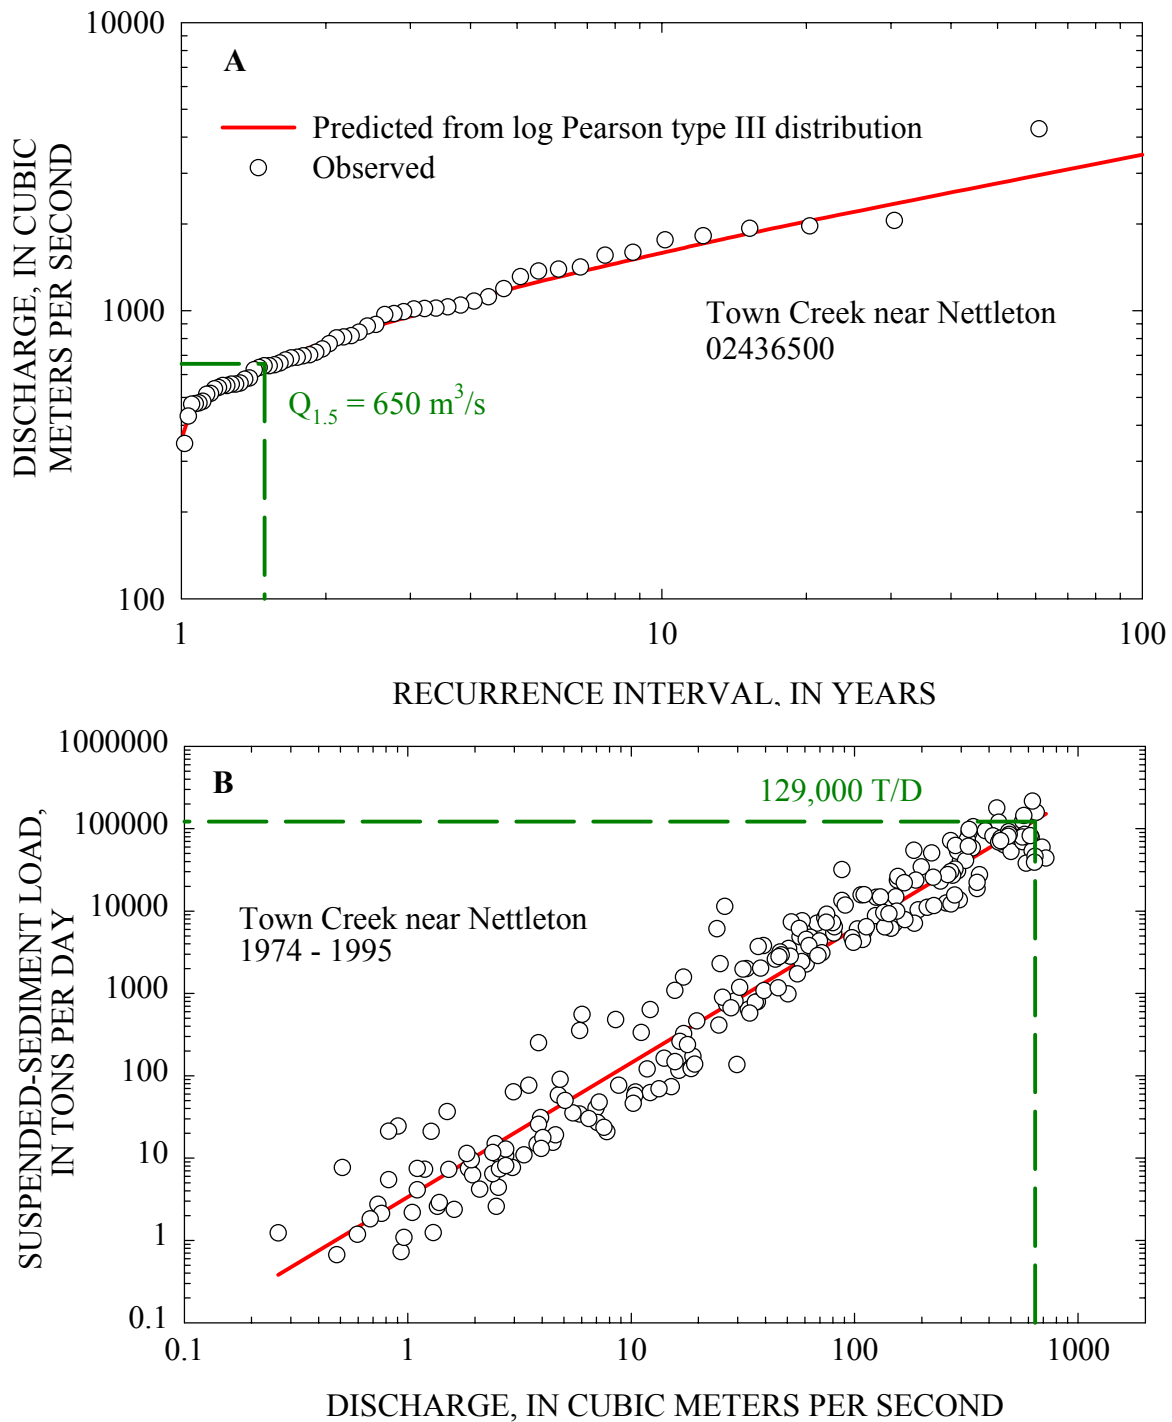 10000
A
Predicted from log Pearson type III distribution
Observed
DISCHARGE, IN CUBIC
METERS PER SECOND
1000
Town Creek near Nettleton
02436500
Q1.5 = 650 m3/s
100
1
10
100
RECURRENCE INTERVAL, IN YEARS
1000000
B
129,000 T/D
100000
SUSPENDED-SEDIMENT LOAD,
IN TONS PER DAY
10000
Town Creek near Nettleton
1974 - 1995
1000
100
10
1
0.1
0.1
1
10
100
1000
DISCHARGE, IN CUBIC METERS PER SECOND